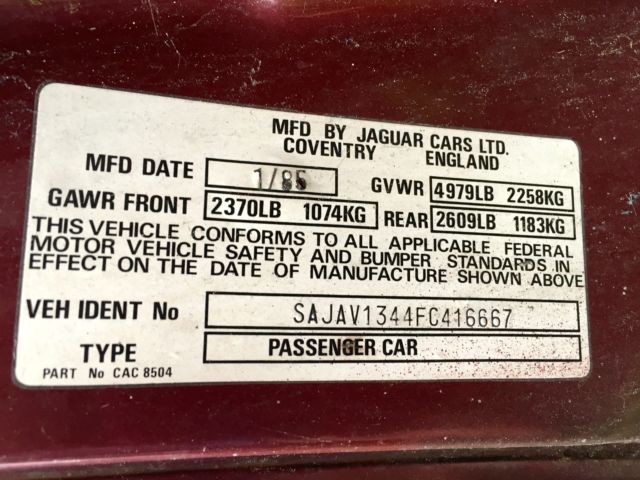 MFD BY JAGUAR CARS LTD.
COVENTRY ENGLAND
MFD DATE 1/85 GVWR 4979LB 2258KG
GAWR FRONT 2370LB 1074KG REAR 2609LB 1183KG
THIS VEHICLE CONFORMS TO ALL APPLICABLE FEDERAL
MOTOR VEHICLE SAFETY AND BUMPER STANDARDS IN
EFFECT ON THE DATE OF MANUFACTURE SHOWN ABOVE
VEH IDENT No SAJAV1344FC416667
TYPE PASSENGER CAR
PART No CAC 8504